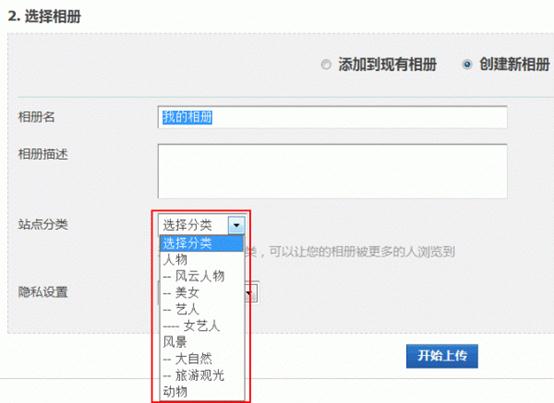 2. 选择相册
添加到现有相册 创建新相册
相册名 我的相册
相册描述
站点分类 选择分类
选择分类
类，可以让您的相册被更多的人浏览到
人物
-- 风云人物
-- 美女
隐私设置
-- 艺人
---- 女艺人
风景
-- 大自然
-- 旅游观光
动物
开始上传